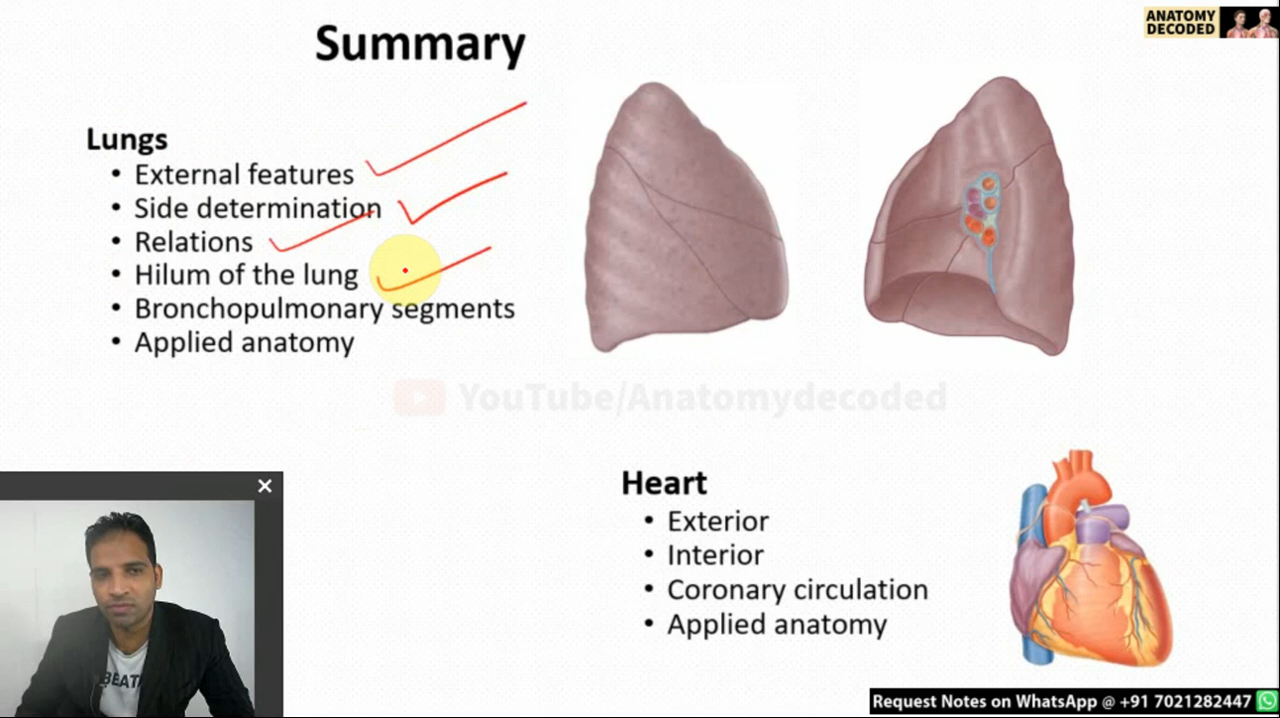 Summary
ANATOMY
DECODED
Lungs
• External features
• Side determination
• Relations
• Hilum of the lung
• Bronchopulmonary segments
• Applied anatomy
YouTube/Anatomydecoded
Heart
• Exterior
• Interior
• Coronary circulation
• Applied anatomy
BEAT
Request Notes on WhatsApp @ +91 7021282447